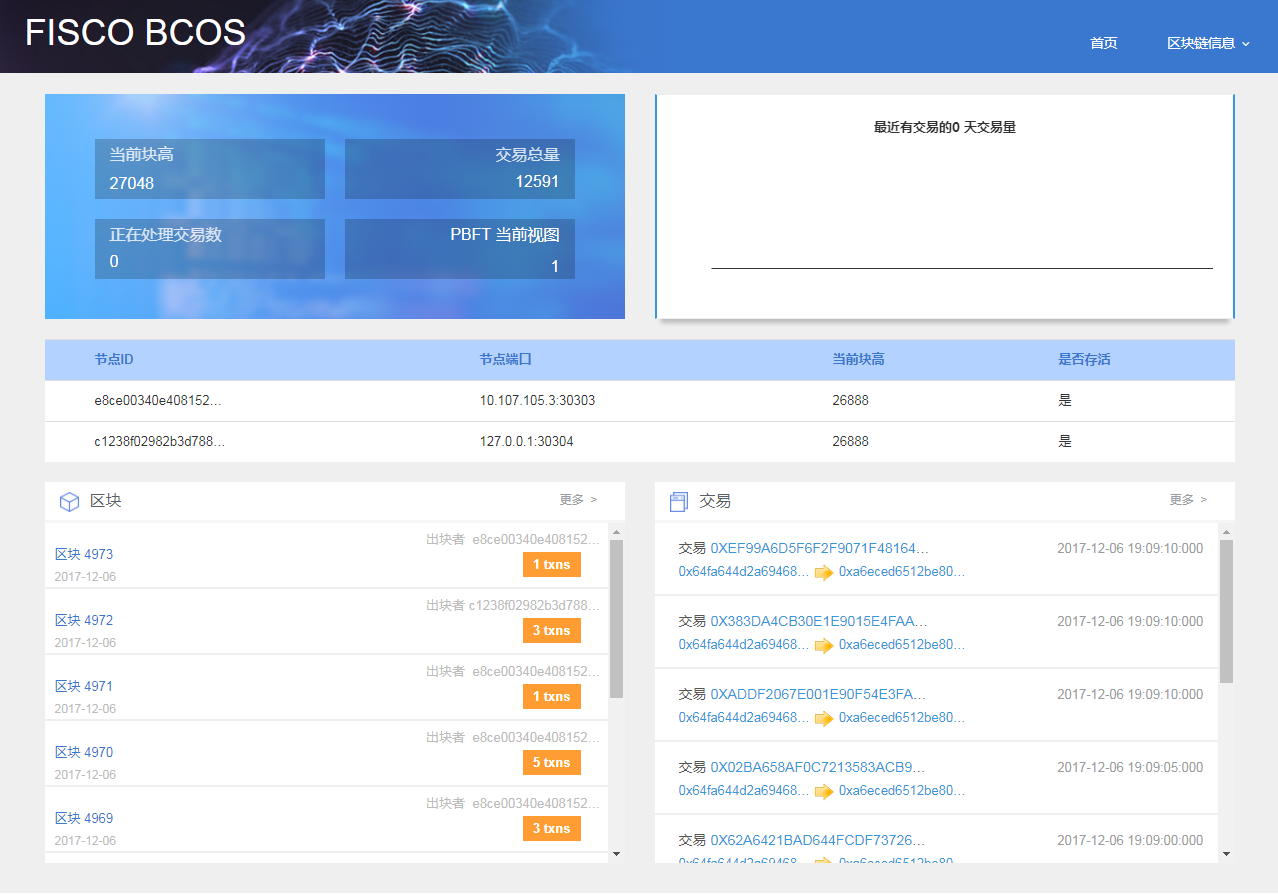 FISCO BCOS
首页
区块链信息
当前块高
27048
交易总量
12591
正在处理交易数
0
PBFT 当前视图
1
最近有交易的0 天交易量
节点ID 节点端口 当前块高 是否存活
e8ce00340e408152... 10.107.105.3:30303 26888 是
c1238f02982b3d788... 127.0.0.1:30304 26888 是
区块 更多 >
出块者 e8ce00340e408152...
区块 4973
1 txns
2017-12-06
出块者 c1238f02982b3d788...
区块 4972
3 txns
2017-12-06
出块者 e8ce00340e408152...
区块 4971
1 txns
2017-12-06
出块者 e8ce00340e408152...
区块 4970
5 txns
2017-12-06
出块者 e8ce00340e408152...
区块 4969
3 txns
2017-12-06
交易 更多 >
交易 0XEF99A6D5F6F2F9071F48164... 2017-12-06 19:09:10:000
0x64fa644d2a69468... 0xa6eced6512be80...
交易 0X383DA4CB30E1E9015E4FAA... 2017-12-06 19:09:10:000
0x64fa644d2a69468... 0xa6eced6512be80...
交易 0XADDF2067E001E90F54E3FA... 2017-12-06 19:09:10:000
0x64fa644d2a69468... 0xa6eced6512be80...
交易 0X02BA658AF0C7213583ACB9... 2017-12-06 19:09:05:000
0x64fa644d2a69468... 0xa6eced6512be80...
交易 0X62A6421BAD644FCDF73726... 2017-12-06 19:09:00:000
0x64fa644d2a69468... 0xa6eced6512be80...